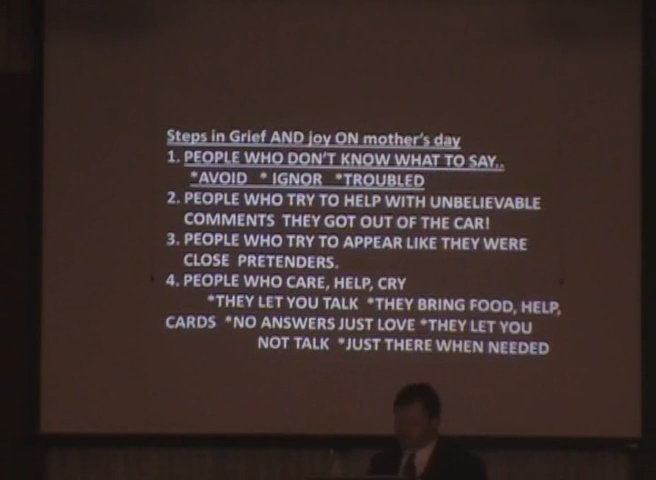 Steps in Grief AND joy ON mother's day
1. PEOPLE WHO DON'T KNOW WHAT TO SAY..
*AVOID * IGNOR *TROUBLED
2. PEOPLE WHO TRY TO HELP WITH UNBELIEVABLE
COMMENTS THEY GOT OUT OF THE CAR!
3. PEOPLE WHO TRY TO APPEAR LIKE THEY WERE
CLOSE PRETENDERS.
4. PEOPLE WHO CARE, HELP, CRY
*THEY LET YOU TALK *THEY BRING FOOD, HELP,
CARDS *NO ANSWERS JUST LOVE *THEY LET YOU
NOT TALK *JUST THERE WHEN NEEDED